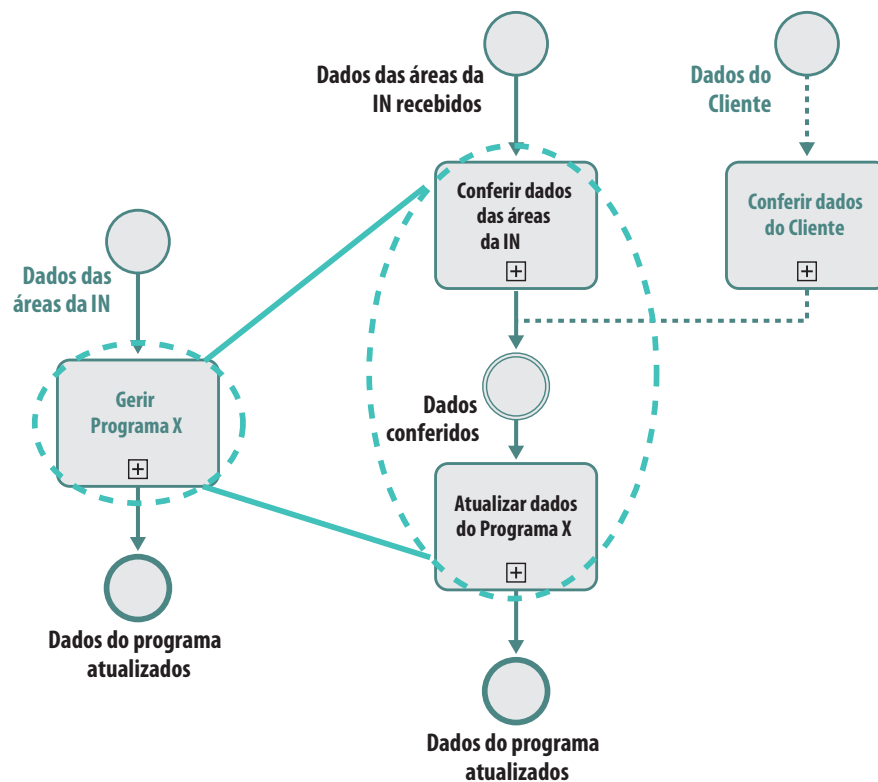 Dados das áreas da
IN recebidos
Dados do
Cliente
Conferir dados
das áreas
da IN
Conferir dados
do Cliente
Dados das
áreas da IN
Gerir
Programa X
Dados
conferidos
Atualizar dados
do Programa X
Dados do programa
atualizados
Dados do programa
atualizados